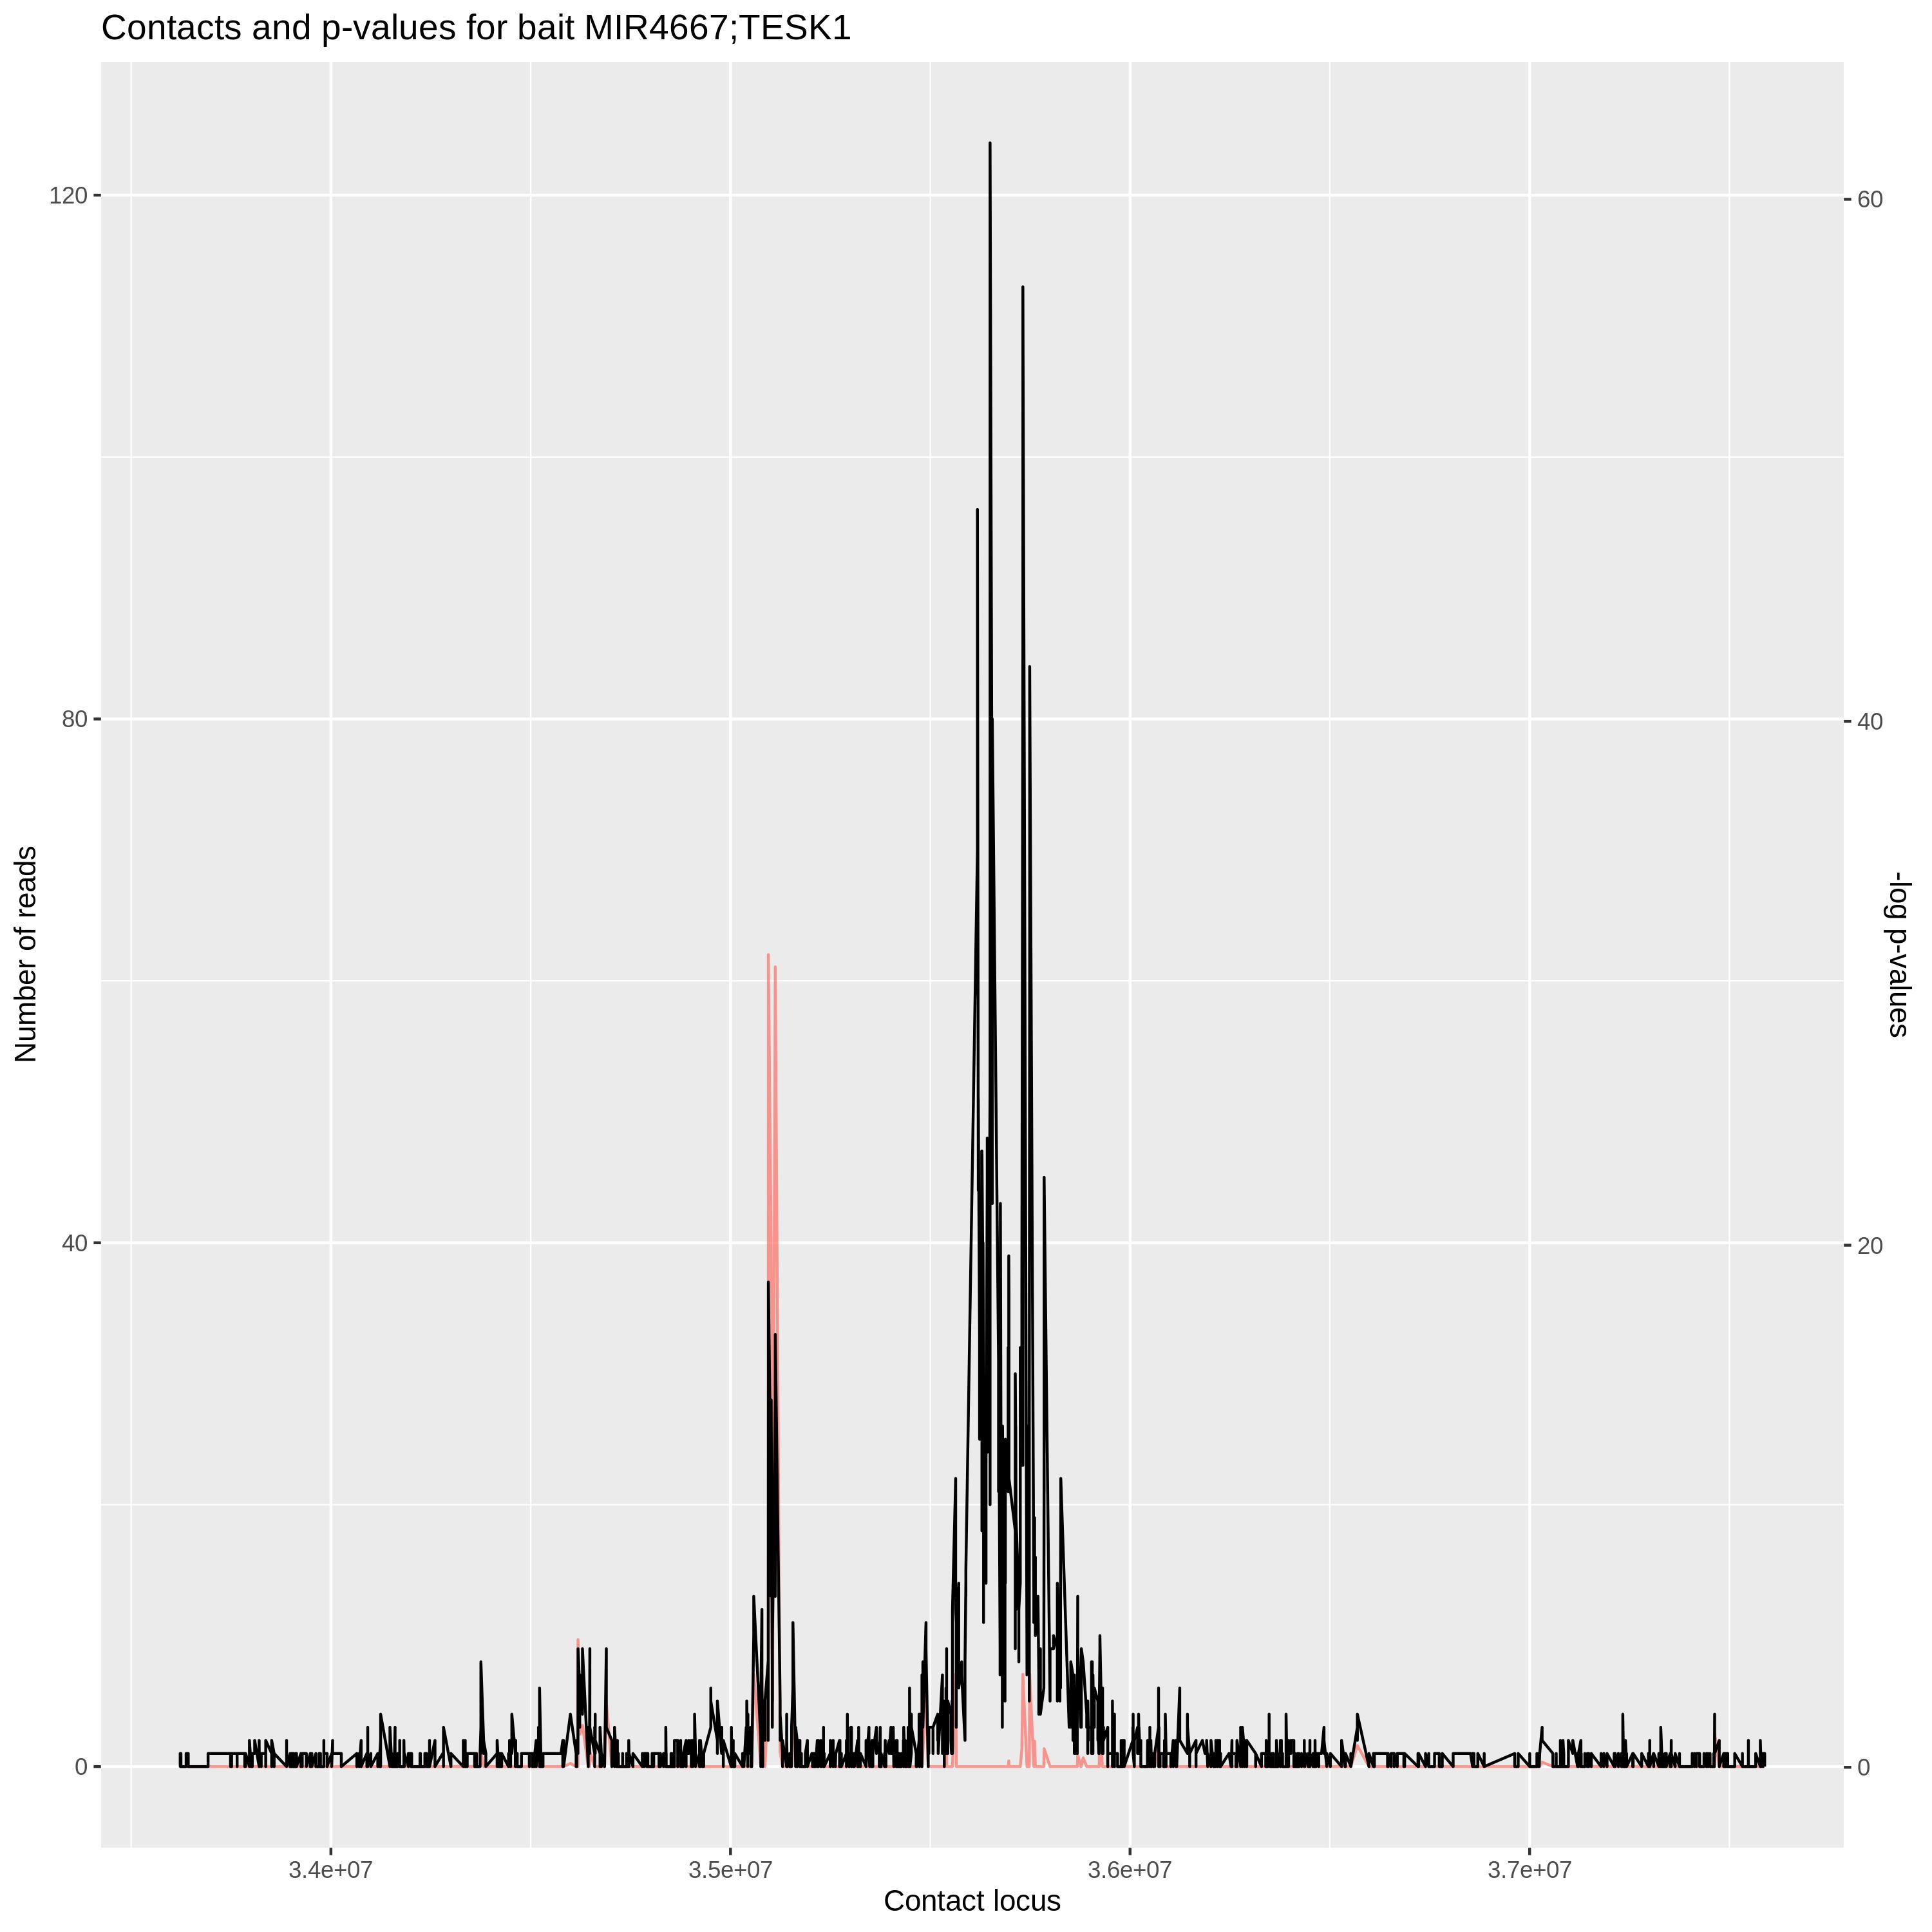 Contacts and p-values for bait MIR4667;TESK1
120
80
40
0
60
40
20
0
Number of reads
-log p-values
3.4e+07
3.5e+07
3.6e+07
3.7e+07
Contact locus